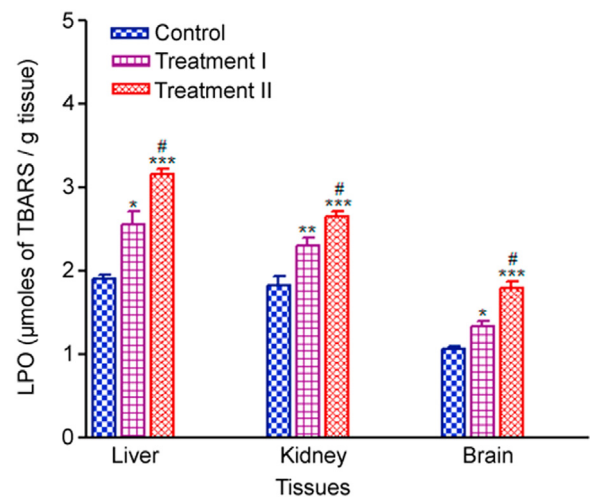 5
Control
Treatment I
Treatment II
4
3
2
1
0
LPO (µmoles of TBARS / g tissue)
*
#
***
**
#
***
*
#
***
Liver Kidney Brain
Tissues